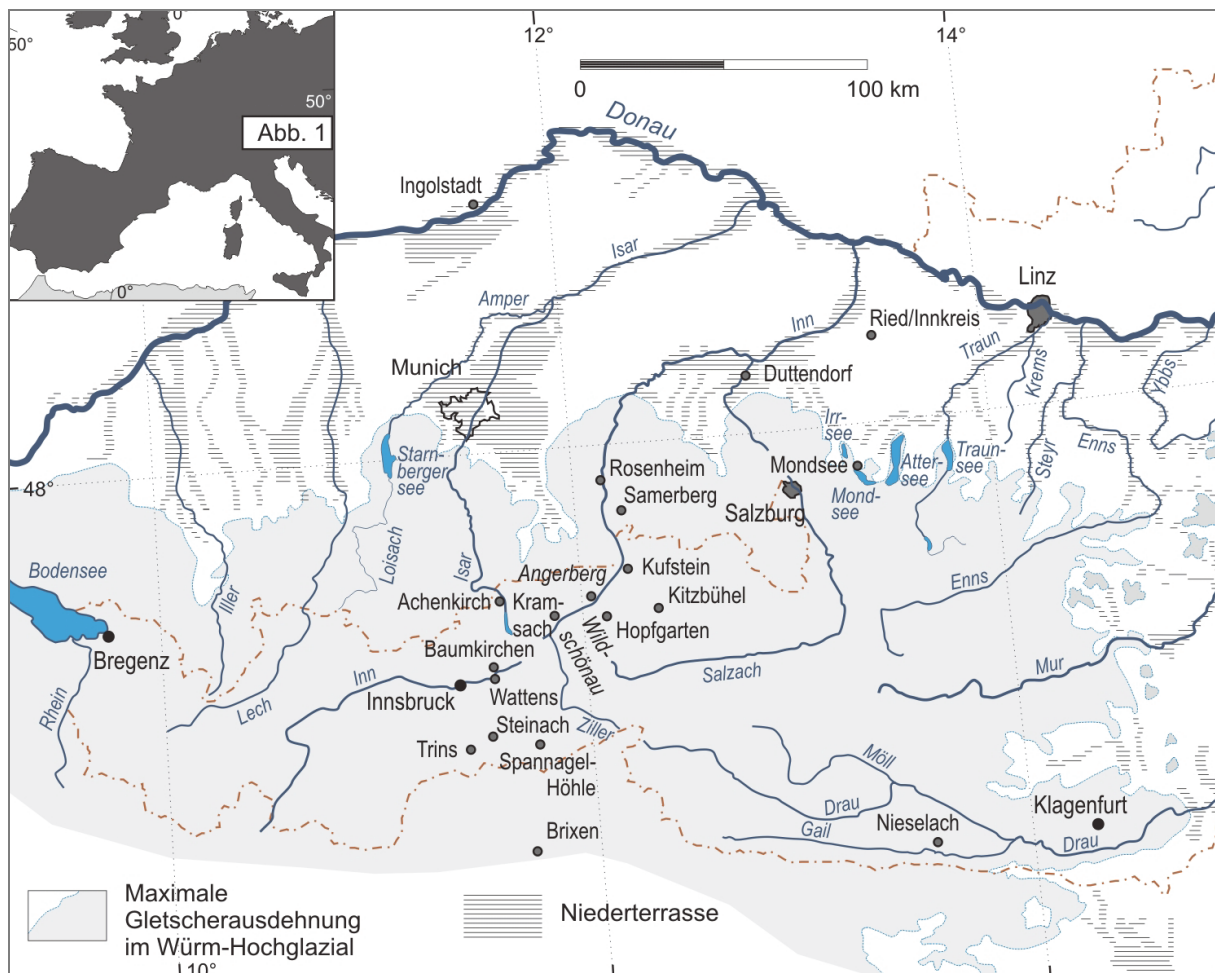 0°
12°
14°
50°
50°
Abb. 1
0°
0
100 km
Donau
Ingolstadt
Isar
Linz
Amper
Inn
Ried/Innkreis
Traun
Krems
Ybbs
Munich
Duttendorf
Steyr
Enns
Irr-
see
Starn-
berger
see
Rosenheim
Mondsee
Atter-
see
Traun-
see
48°
Samerberg
Mond-
see
Salzburg
Bodensee
Iller
Loisach
Isar
Angerberg
Kufstein
Enns
Achenkirch
Kram-
sach
Kitzbühel
Wild-
schönau
Hopfgarten
Bregenz
Baumkirchen
Inn
Salzach
Mur
Innsbruck
Wattens
Rhein
Lech
Ziller
Steinach
Trins
Spannagel-
Höhle
Möll
Drau
Klagenfurt
Gail
Nieselach
Drau
Brixen
Maximale
Gletscherausdehnung
im Würm-Hochglazial
Niederterrasse
10°